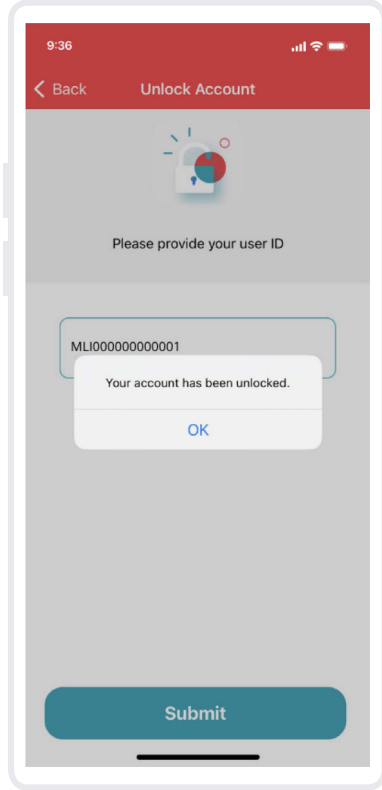 9:36
Back
Unlock Account
Please provide your user ID
MLI000000000001
Your account has been unlocked.
OK
Submit